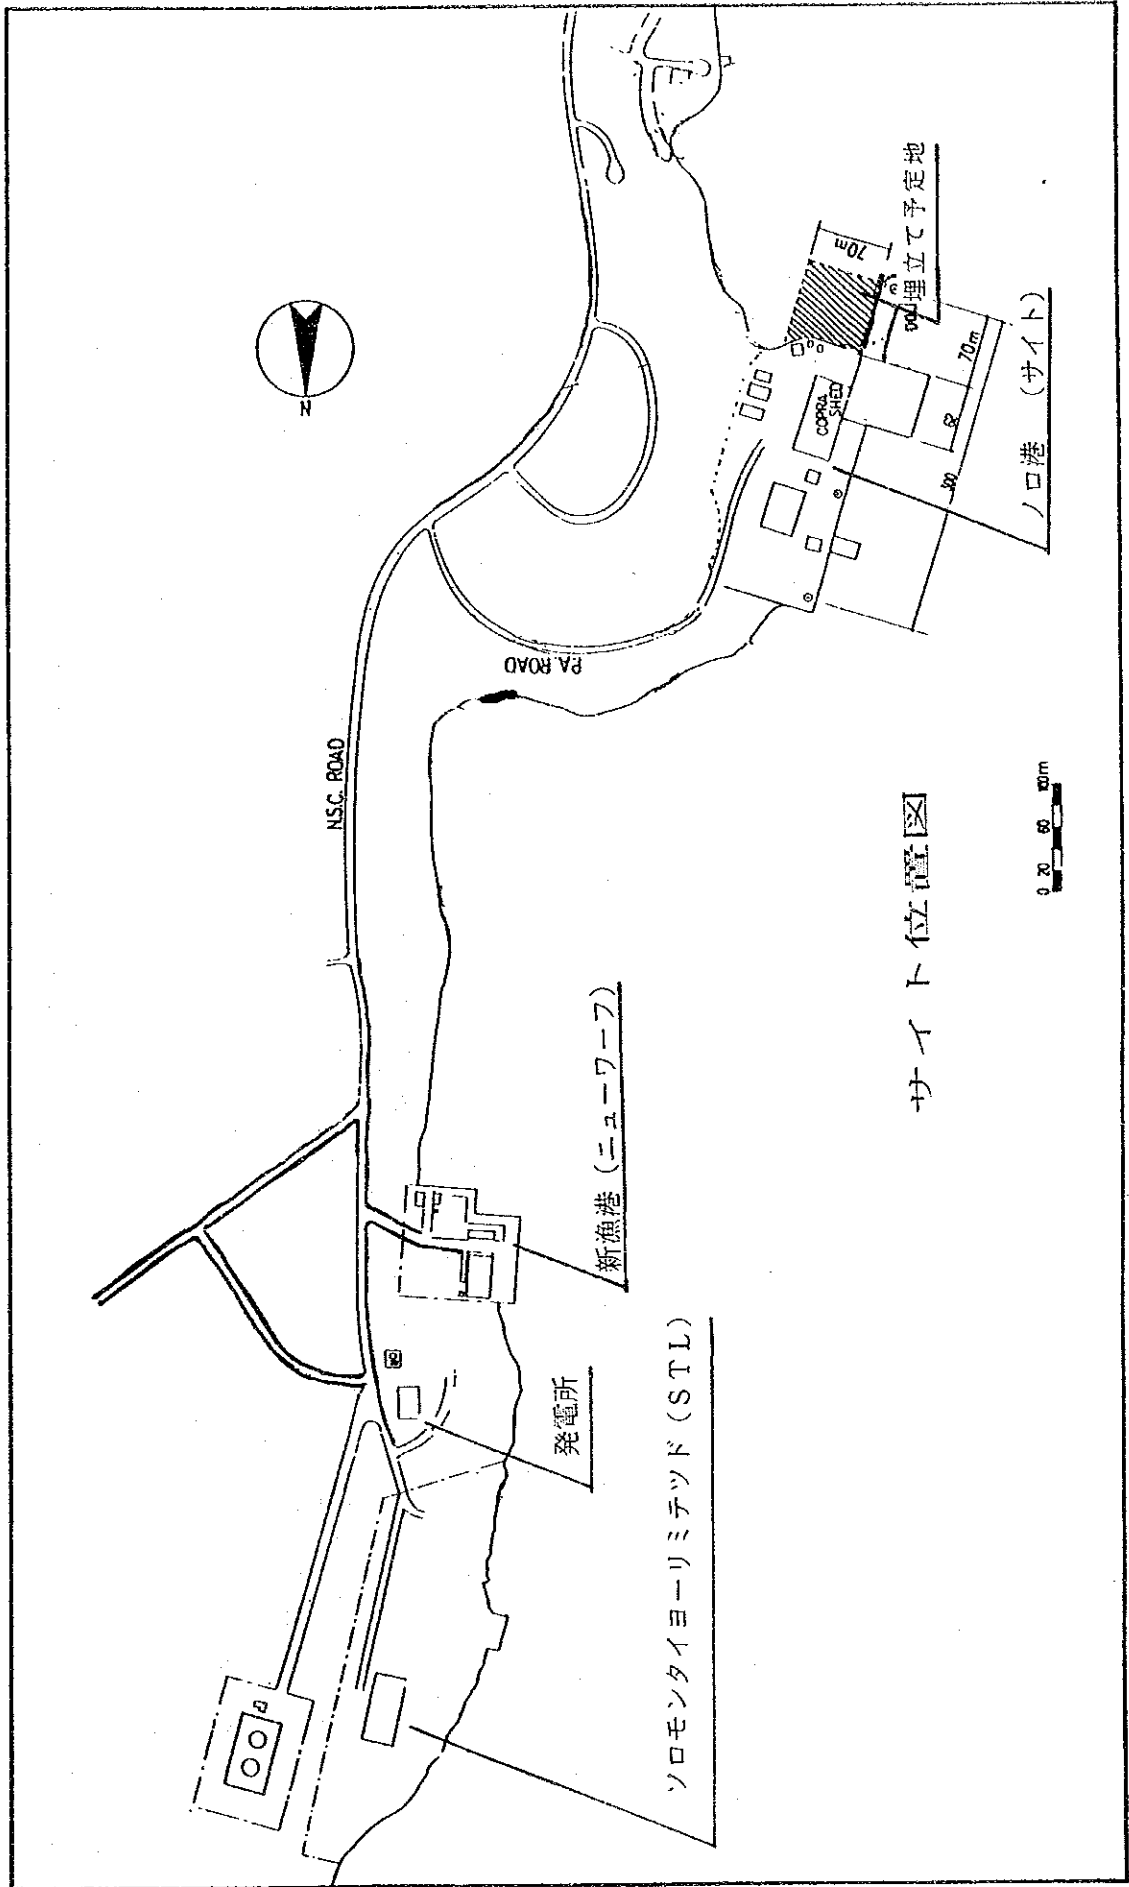 サイト位置図
N
N.S.C. ROAD
P.A. ROAD
COPRA
SHED
70m
埋立て予定地
70m
62
300
ノロ港 (サイト)
新漁港 (ニューワーフ)
発電所
ソロモンタイヨーリミテッド (STL)
0 20 60 100m